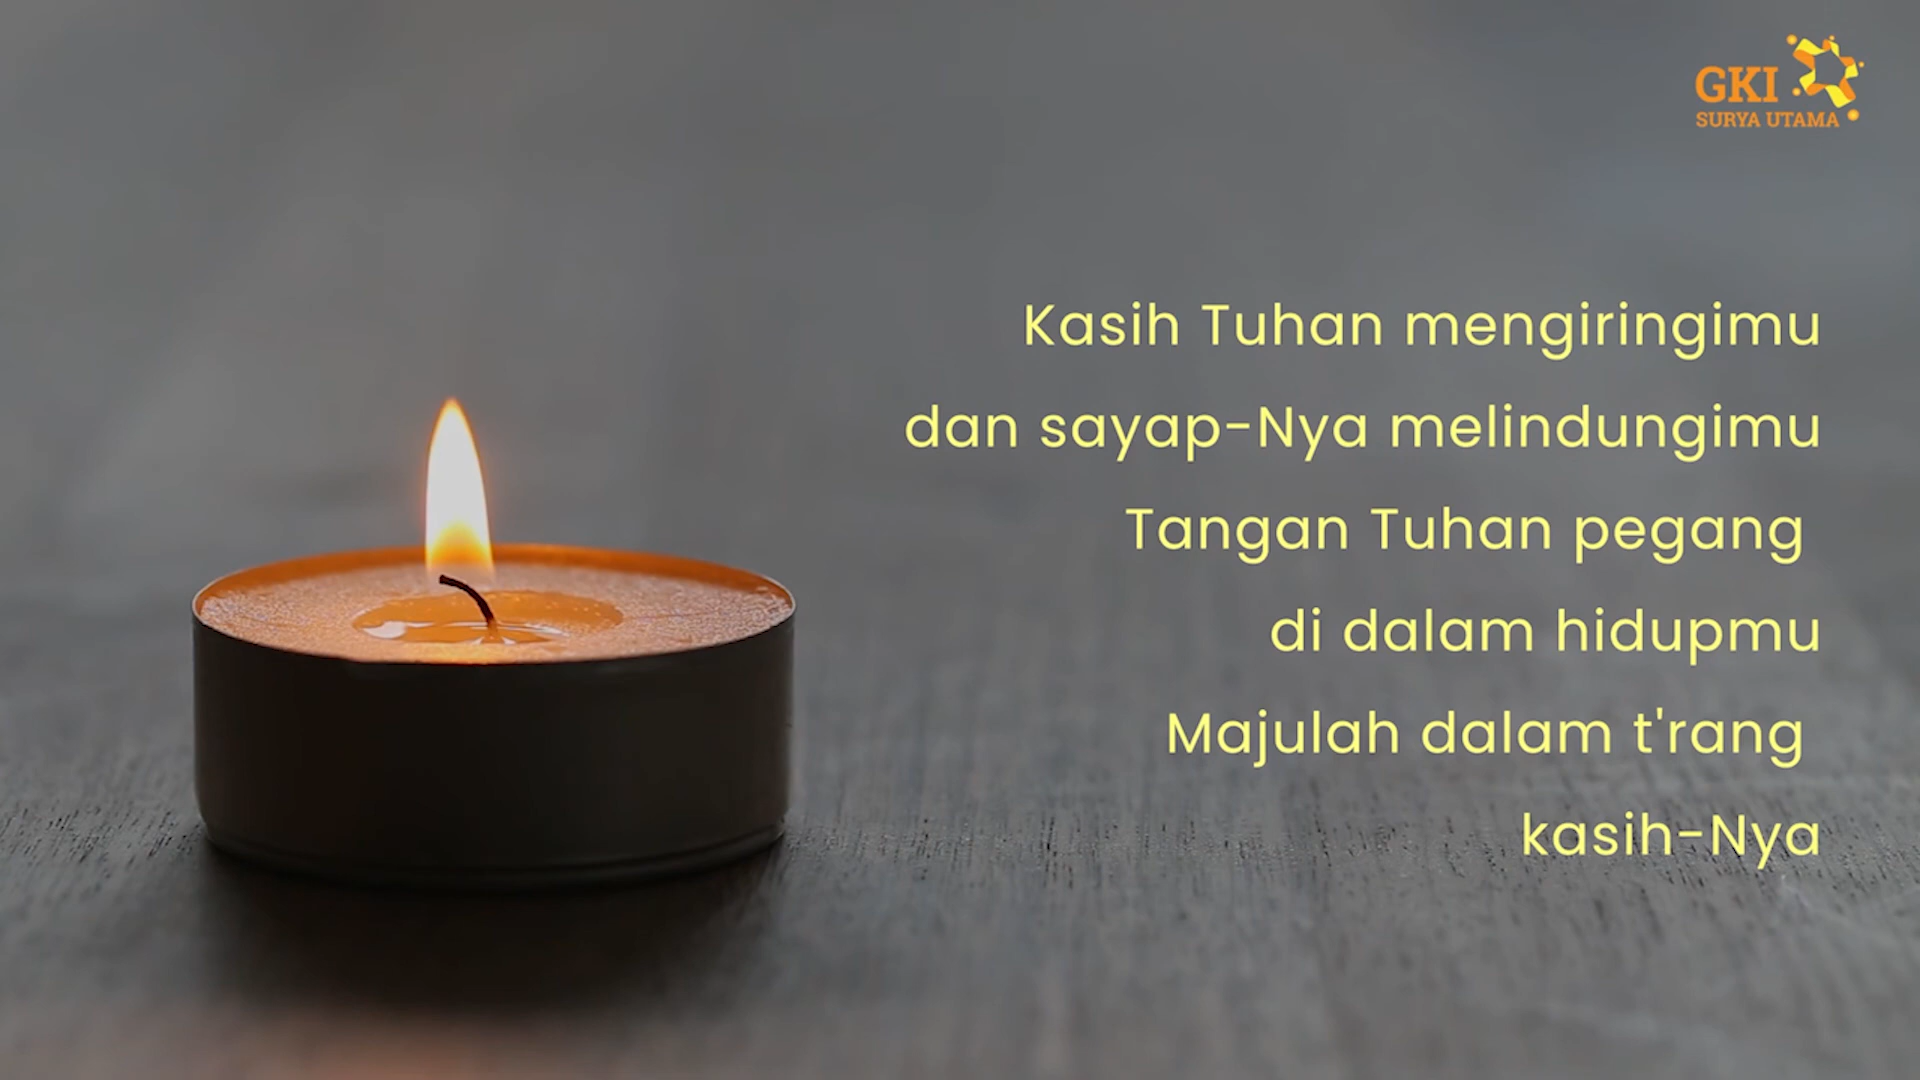 GKI
SURYA UTAMA
Kasih Tuhan mengiringimu
dan sayap-Nya melindungimu
Tangan Tuhan pegang
di dalam hidupmu
Majulah dalam t'rang
kasih-Nya